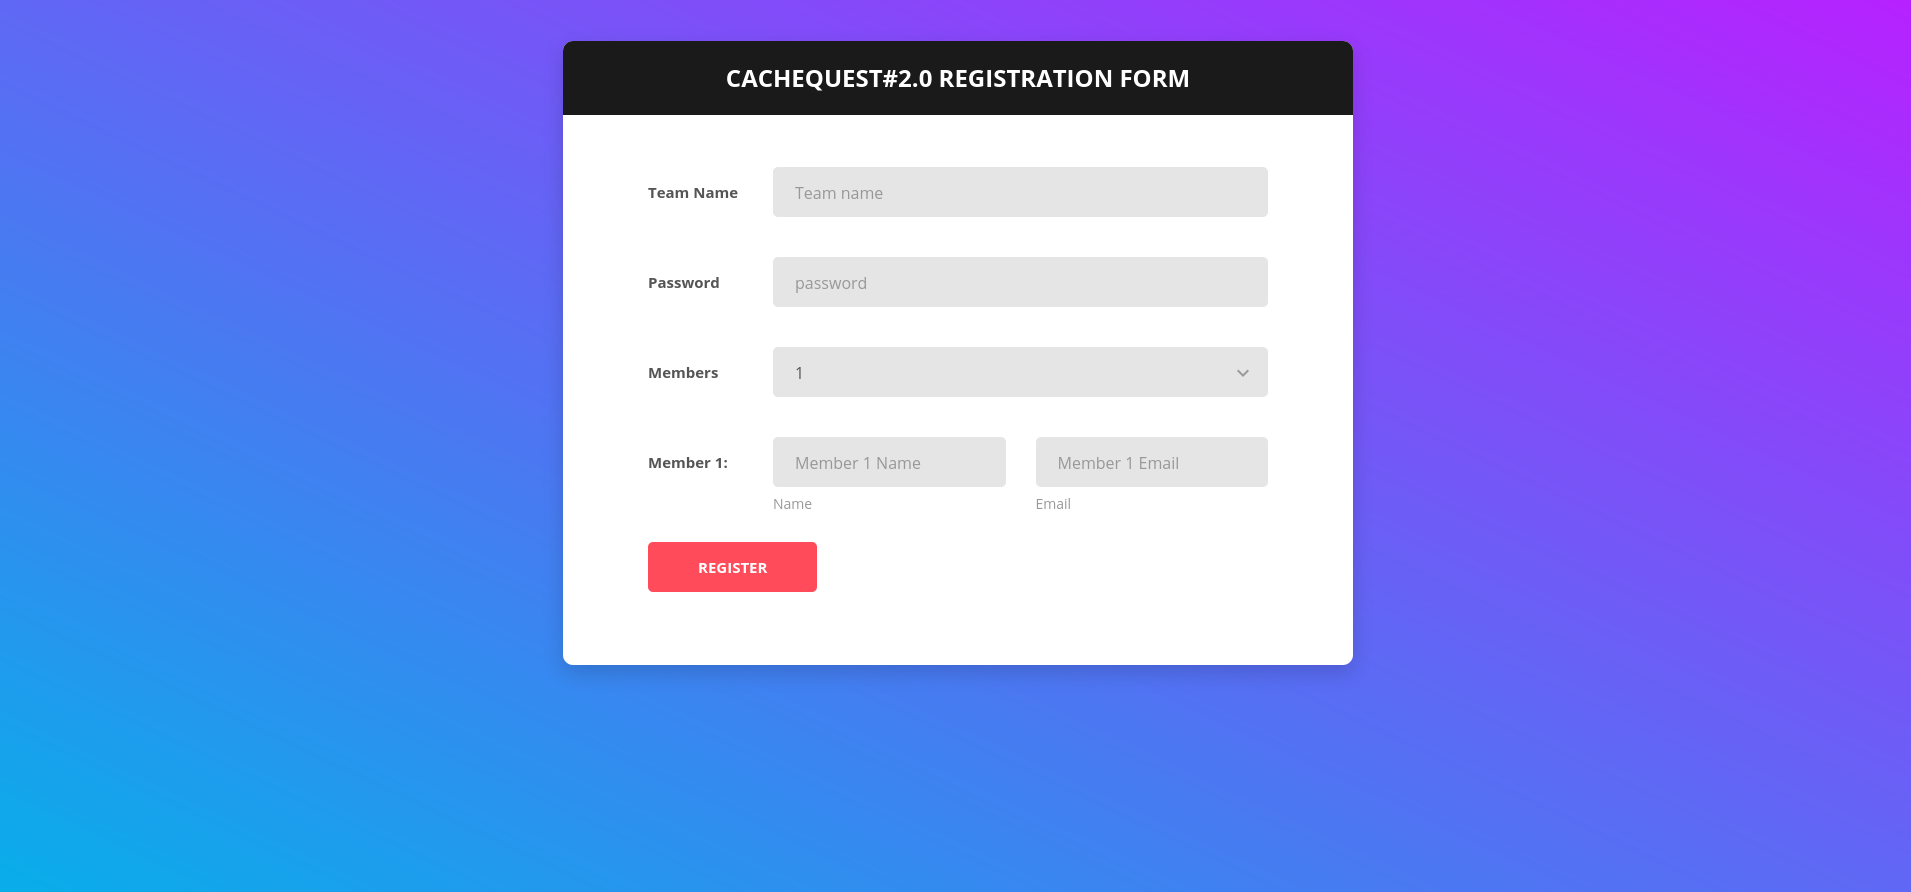 CACHEQUEST#2.0 REGISTRATION FORM
Team Name
Team name
Password
password
Members
1
Member 1:
Member 1 Name
Member 1 Email
Name
Email
REGISTER